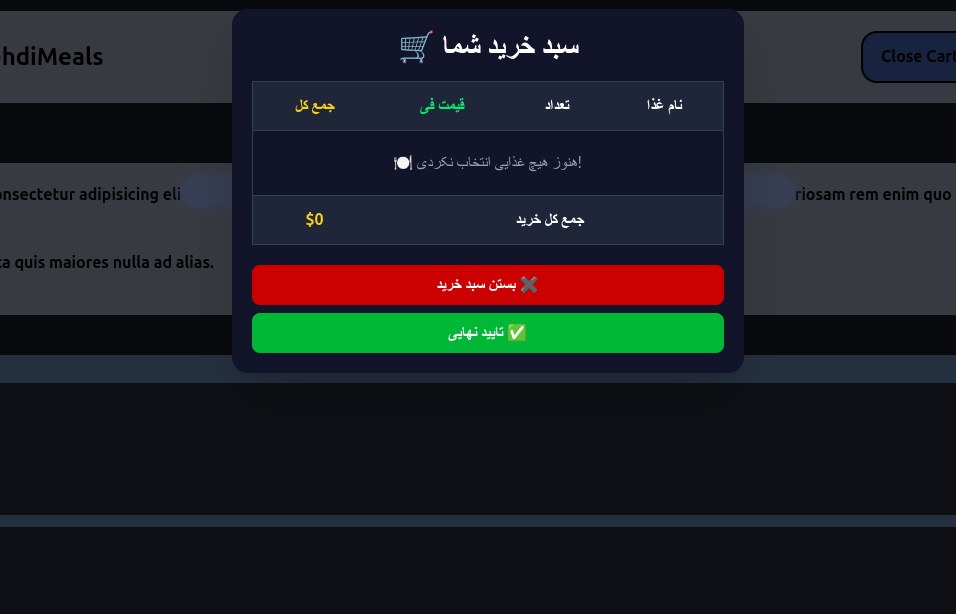 سبد خرید شما 🛒
hdiMeals
Close Cart
نام غذا تعداد قیمت فی جمع کل
!هنوز هیچ غذایی انتخاب نکردی 🍽️
onsectetur adipisicing eli
riosam rem enim quo
جمع کل خرید $0
ta quis maiores nulla ad alias.
✖️ بستن سبد خرید
✅ تایید نهایی